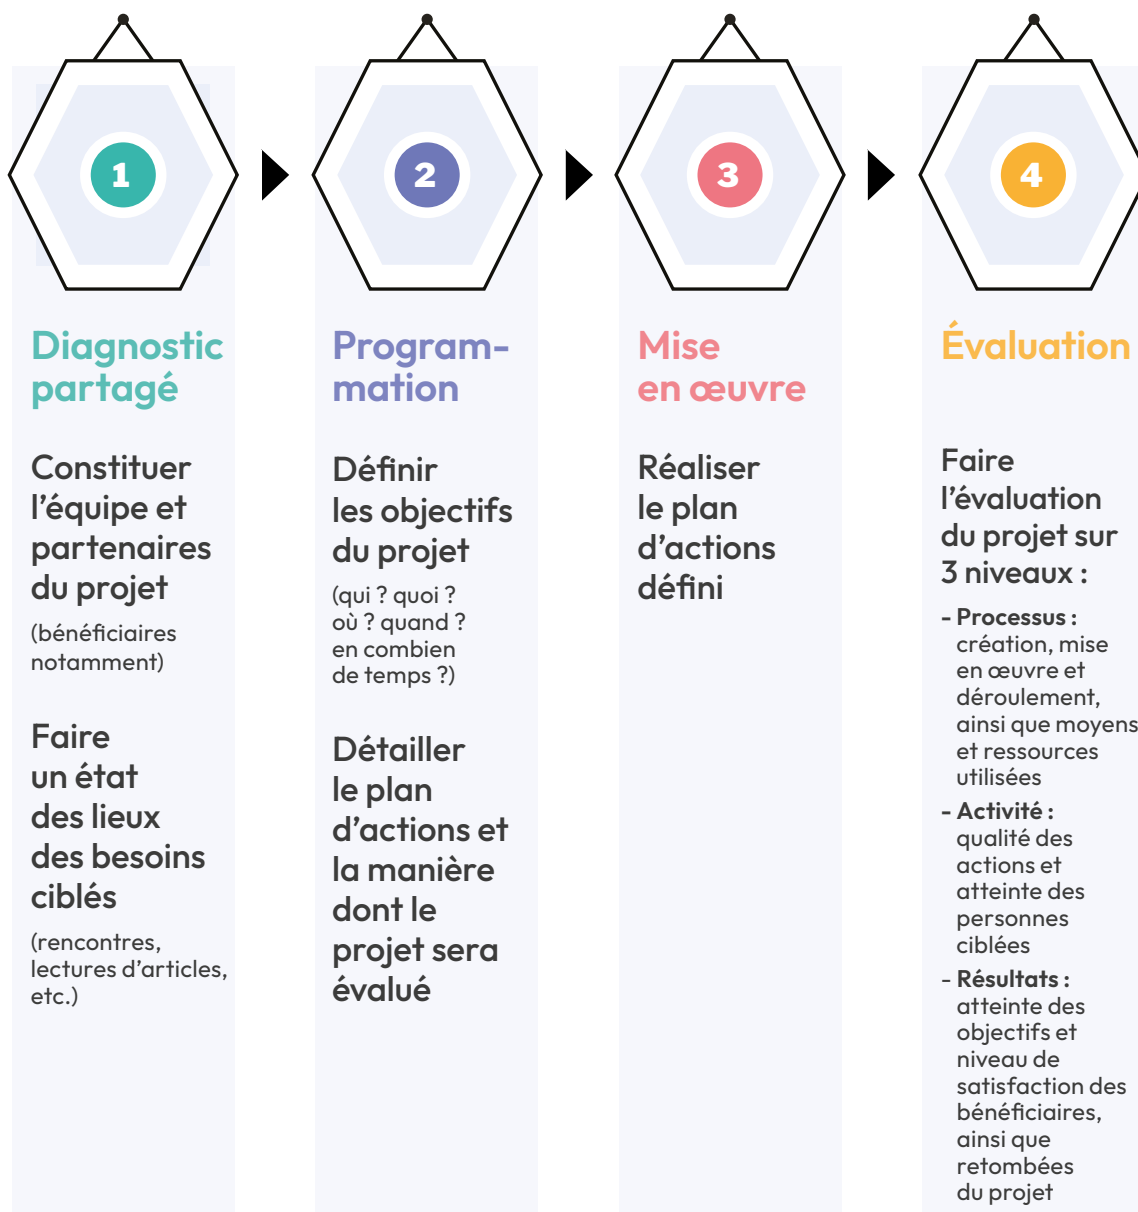 1
Diagnostic
partagé
Constituer
l’équipe et
partenaires
du projet
(bénéficiaires
notamment)
Faire
un état
des lieux
des besoins
ciblés
(rencontres,
lectures d’articles,
etc.)
2
Program-
mation
Définir
les objectifs
du projet
(qui ? quoi ?
où ? quand ?
en combien
de temps ?)
Détailler
le plan
d’actions et
la manière
dont le
projet sera
évalué
3
Mise
en œuvre
Réaliser
le plan
d’actions
défini
4
Évaluation
Faire
l’évaluation
du projet sur
3 niveaux :
- Processus :
création, mise
en œuvre et
déroulement,
ainsi que moyens
et ressources
utilisées
- Activité :
qualité des
actions et
atteinte des
personnes
ciblées
- Résultats :
atteinte des
objectifs et
niveau de
satisfaction des
bénéficiaires,
ainsi que
retombées
du projet